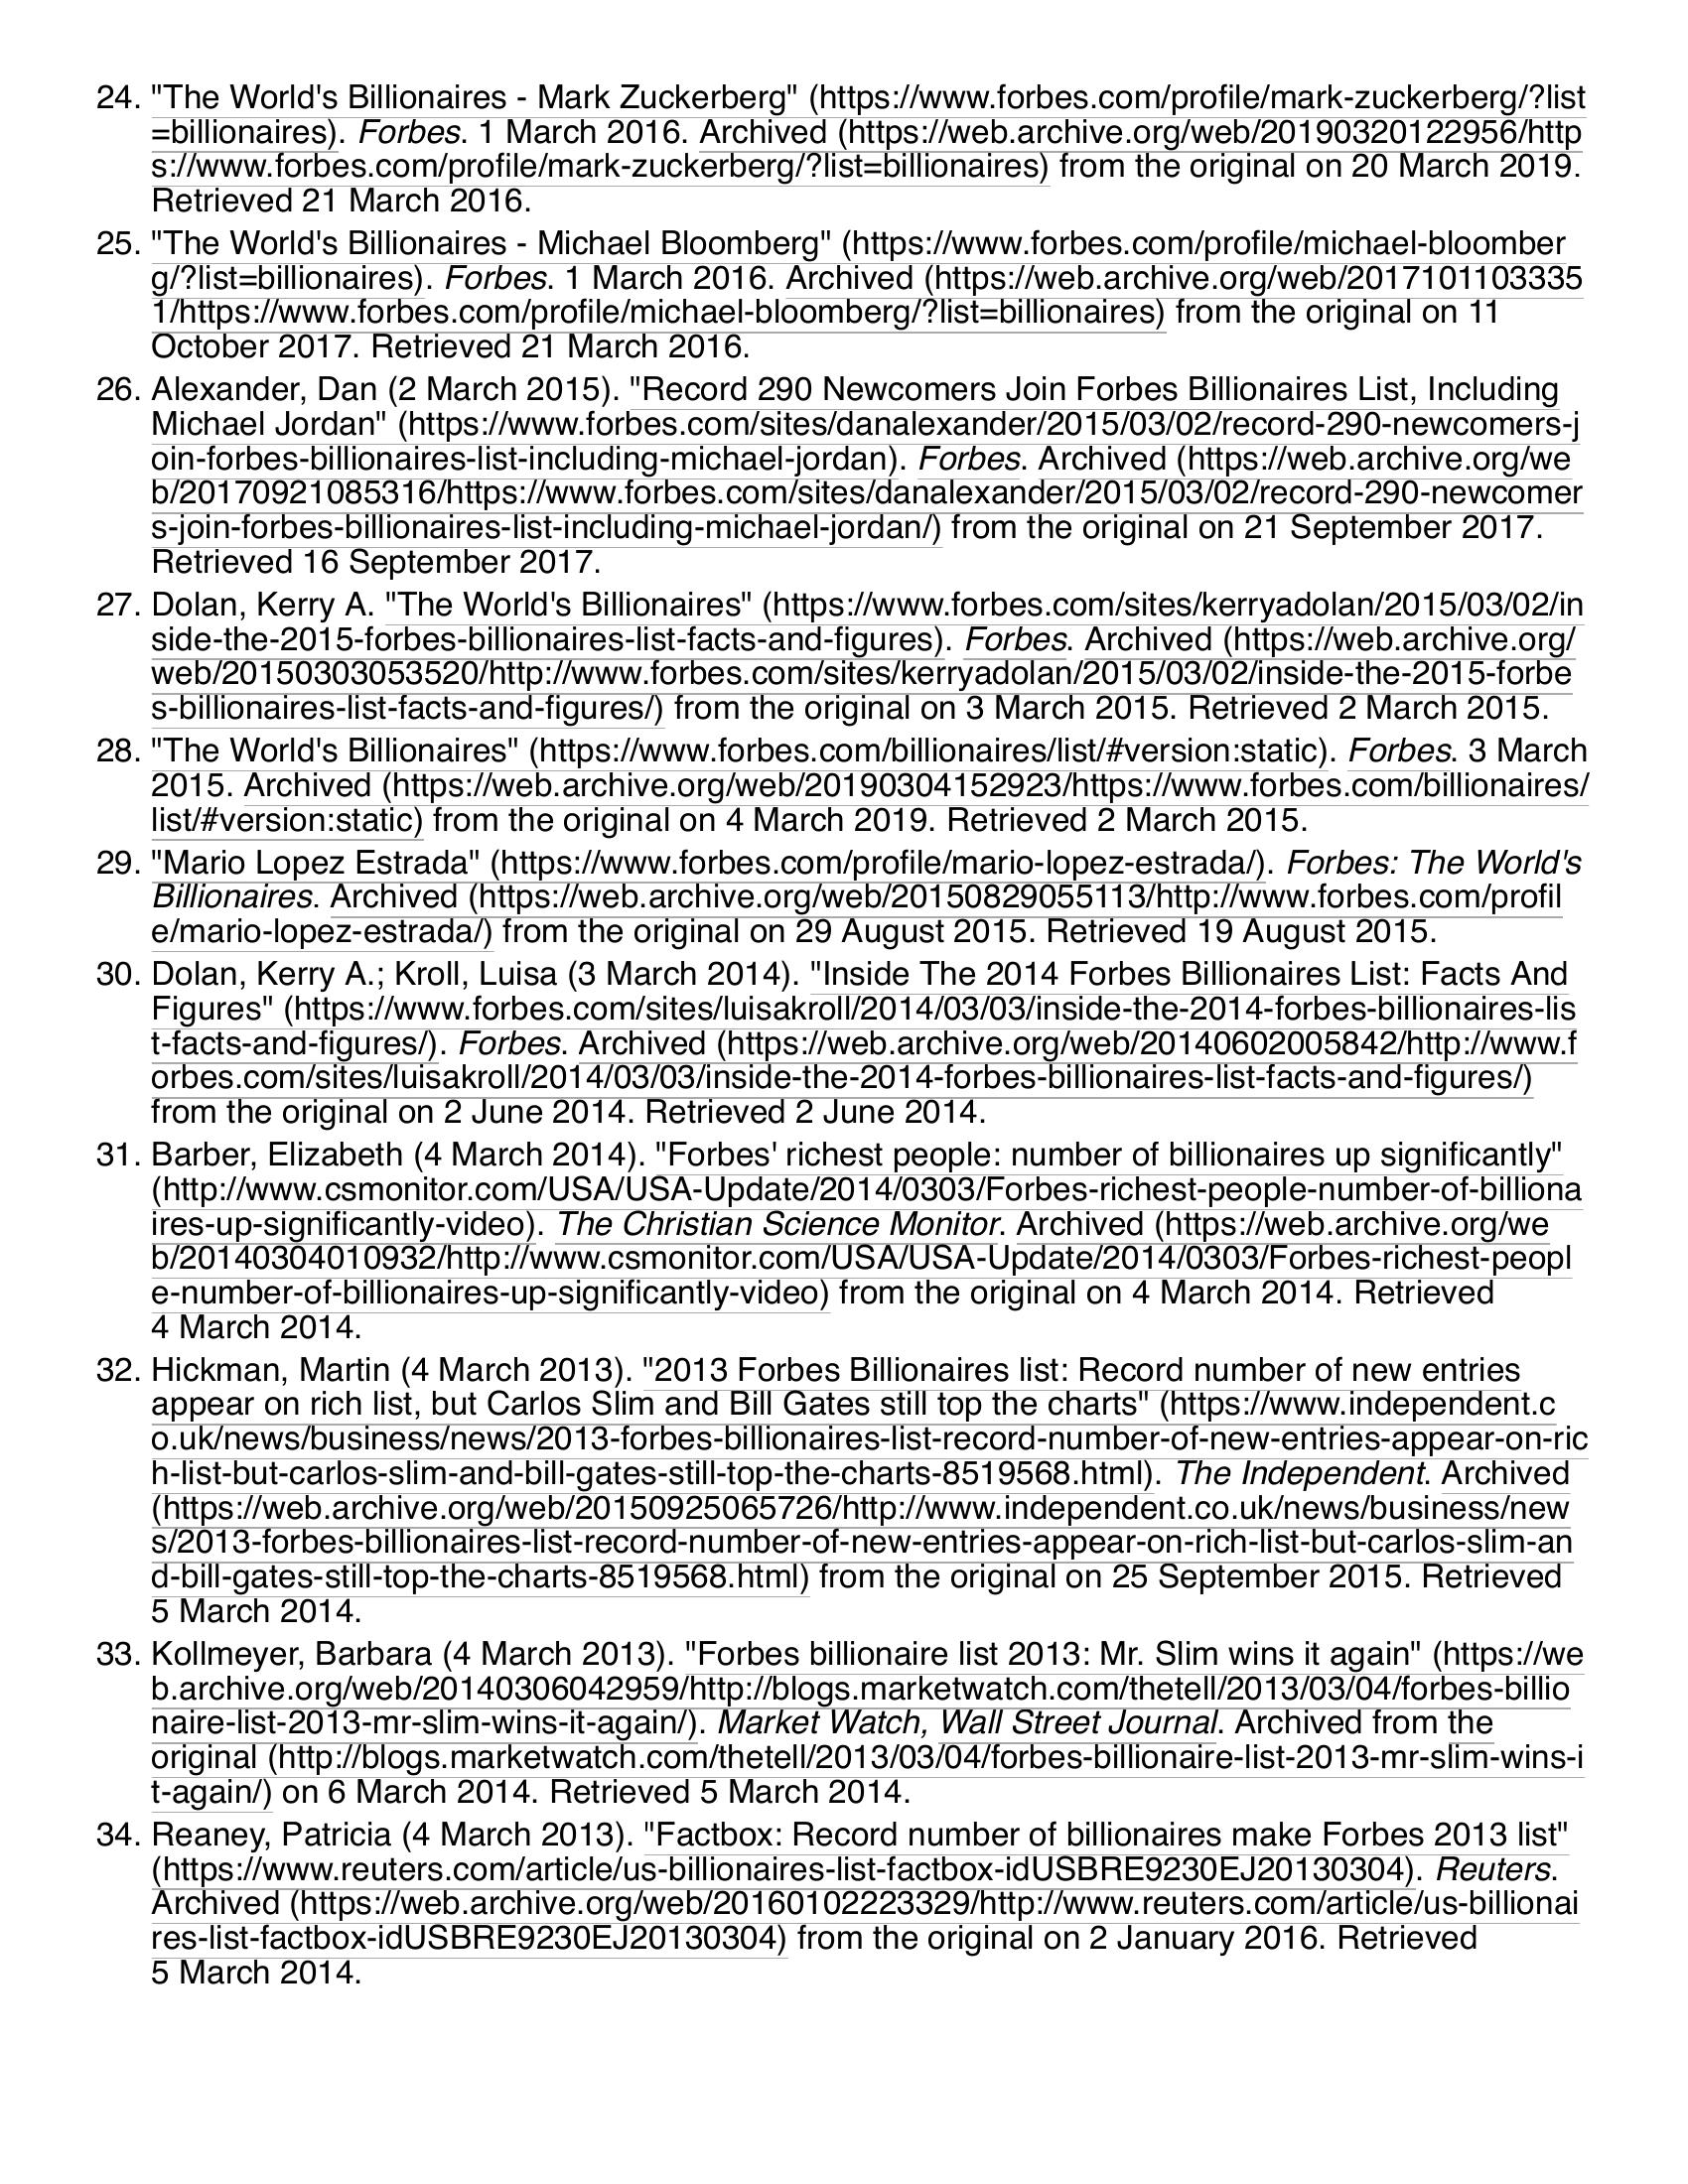 24. "The World's Billionaires - Mark Zuckerberg" (https://www.forbes.com/profile/mark-zuckerberg/?list
=billionaires). Forbes. 1 March 2016. Archived (https://web.archive.org/web/20190320122956/http
s://www.forbes.com/profile/mark-zuckerberg/?list=billionaires) from the original on 20 March 2019.
Retrieved 21 March 2016.
25. "The World's Billionaires - Michael Bloomberg" (https://www.forbes.com/profile/michael-bloomber
g/?list=billionaires). Forbes. 1 March 2016. Archived (https://web.archive.org/web/2017101103335
1/https://www.forbes.com/profile/michael-bloomberg/?list=billionaires) from the original on 11
October 2017. Retrieved 21 March 2016.
26. Alexander, Dan (2 March 2015). "Record 290 Newcomers Join Forbes Billionaires List, Including
Michael Jordan" (https://www.forbes.com/sites/danalexander/2015/03/02/record-290-newcomers-j
oin-forbes-billionaires-list-including-michael-jordan). Forbes. Archived (https://web.archive.org/we
b/20170921085316/https://www.forbes.com/sites/danalexander/2015/03/02/record-290-newcomer
s-join-forbes-billionaires-list-including-michael-jordan/) from the original on 21 September 2017.
Retrieved 16 September 2017.
27. Dolan, Kerry A. "The World's Billionaires" (https://www.forbes.com/sites/kerryadolan/2015/03/02/in
side-the-2015-forbes-billionaires-list-facts-and-figures). Forbes. Archived (https://web.archive.org/
web/20150303053520/http://www.forbes.com/sites/kerryadolan/2015/03/02/inside-the-2015-forbe
s-billionaires-list-facts-and-figures/) from the original on 3 March 2015. Retrieved 2 March 2015.
28. "The World's Billionaires" (https://www.forbes.com/billionaires/list/#version:static). Forbes. 3 March
2015. Archived (https://web.archive.org/web/20190304152923/https://www.forbes.com/billionaires/
list/#version:static) from the original on 4 March 2019. Retrieved 2 March 2015.
29. "Mario Lopez Estrada" (https://www.forbes.com/profile/mario-lopez-estrada/). Forbes: The World's
Billionaires. Archived (https://web.archive.org/web/20150829055113/http://www.forbes.com/profil
e/mario-lopez-estrada/) from the original on 29 August 2015. Retrieved 19 August 2015.
30. Dolan, Kerry A.; Kroll, Luisa (3 March 2014). "Inside The 2014 Forbes Billionaires List: Facts And
Figures" (https://www.forbes.com/sites/luisakroll/2014/03/03/inside-the-2014-forbes-billionaires-lis
t-facts-and-figures/). Forbes. Archived (https://web.archive.org/web/20140602005842/http://www.f
orbes.com/sites/luisakroll/2014/03/03/inside-the-2014-forbes-billionaires-list-facts-and-figures/)
from the original on 2 June 2014. Retrieved 2 June 2014.
31. Barber, Elizabeth (4 March 2014). "Forbes' richest people: number of billionaires up significantly"
(http://www.csmonitor.com/USA/USA-Update/2014/0303/Forbes-richest-people-number-of-billiona
ires-up-significantly-video). The Christian Science Monitor. Archived (https://web.archive.org/we
b/20140304010932/http://www.csmonitor.com/USA/USA-Update/2014/0303/Forbes-richest-peopl
e-number-of-billionaires-up-significantly-video) from the original on 4 March 2014. Retrieved
4 March 2014.
32. Hickman, Martin (4 March 2013). "2013 Forbes Billionaires list: Record number of new entries
appear on rich list, but Carlos Slim and Bill Gates still top the charts" (https://www.independent.c
o.uk/news/business/news/2013-forbes-billionaires-list-record-number-of-new-entries-appear-on-ric
h-list-but-carlos-slim-and-bill-gates-still-top-the-charts-8519568.html). The Independent. Archived
(https://web.archive.org/web/20150925065726/http://www.independent.co.uk/news/business/new
s/2013-forbes-billionaires-list-record-number-of-new-entries-appear-on-rich-list-but-carlos-slim-an
d-bill-gates-still-top-the-charts-8519568.html) from the original on 25 September 2015. Retrieved
5 March 2014.
33. Kollmeyer, Barbara (4 March 2013). "Forbes billionaire list 2013: Mr. Slim wins it again" (https://we
b.archive.org/web/20140306042959/http://blogs.marketwatch.com/thetell/2013/03/04/forbes-billio
naire-list-2013-mr-slim-wins-it-again/). Market Watch, Wall Street Journal. Archived from the
original (http://blogs.marketwatch.com/thetell/2013/03/04/forbes-billionaire-list-2013-mr-slim-wins-i
t-again/) on 6 March 2014. Retrieved 5 March 2014.
34. Reaney, Patricia (4 March 2013). "Factbox: Record number of billionaires make Forbes 2013 list"
(https://www.reuters.com/article/us-billionaires-list-factbox-idUSBRE9230EJ20130304). Reuters.
Archived (https://web.archive.org/web/20160102223329/http://www.reuters.com/article/us-billionai
res-list-factbox-idUSBRE9230EJ20130304) from the original on 2 January 2016. Retrieved
5 March 2014.